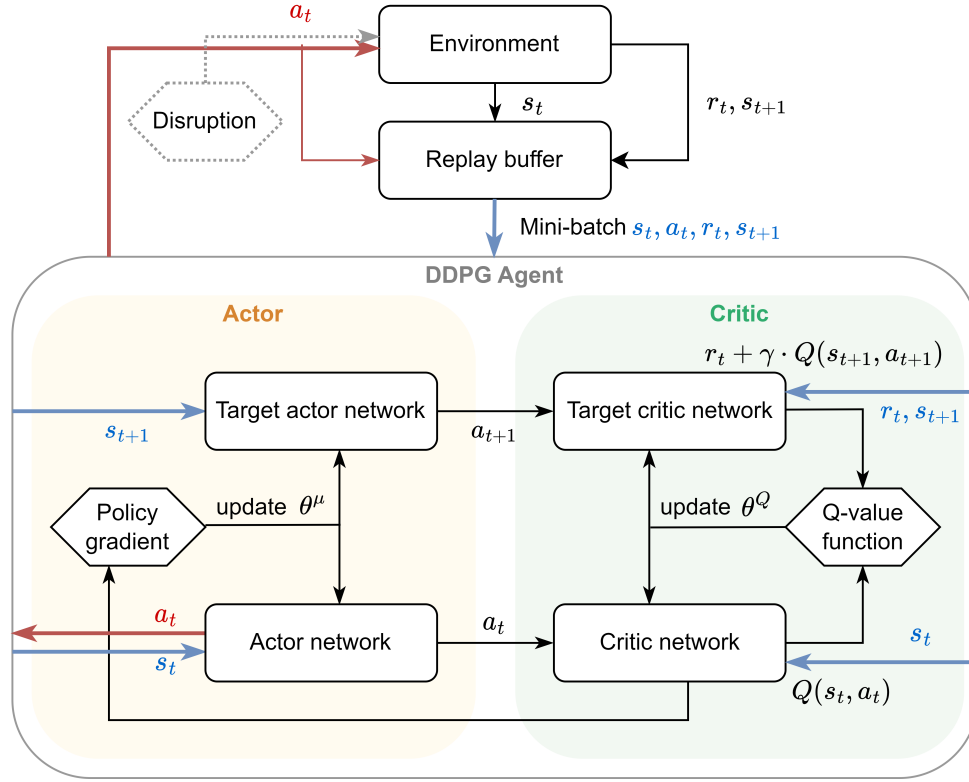 a_t
Environment
Disruption
s_t
r_t, s_{t+1}
Replay buffer
Mini-batch s_t, a_t, r_t, s_{t+1}
DDPG Agent
Actor
Critic
r_t + γ · Q(s_{t+1}, a_{t+1})
Target actor network
Target critic network
s_{t+1}
a_{t+1}
r_t, s_{t+1}
Policy
gradient
update θ^μ
update θ^Q
Q-value
function
a_t
Actor network
a_t
Critic network
s_t
s_t
Q(s_t, a_t)